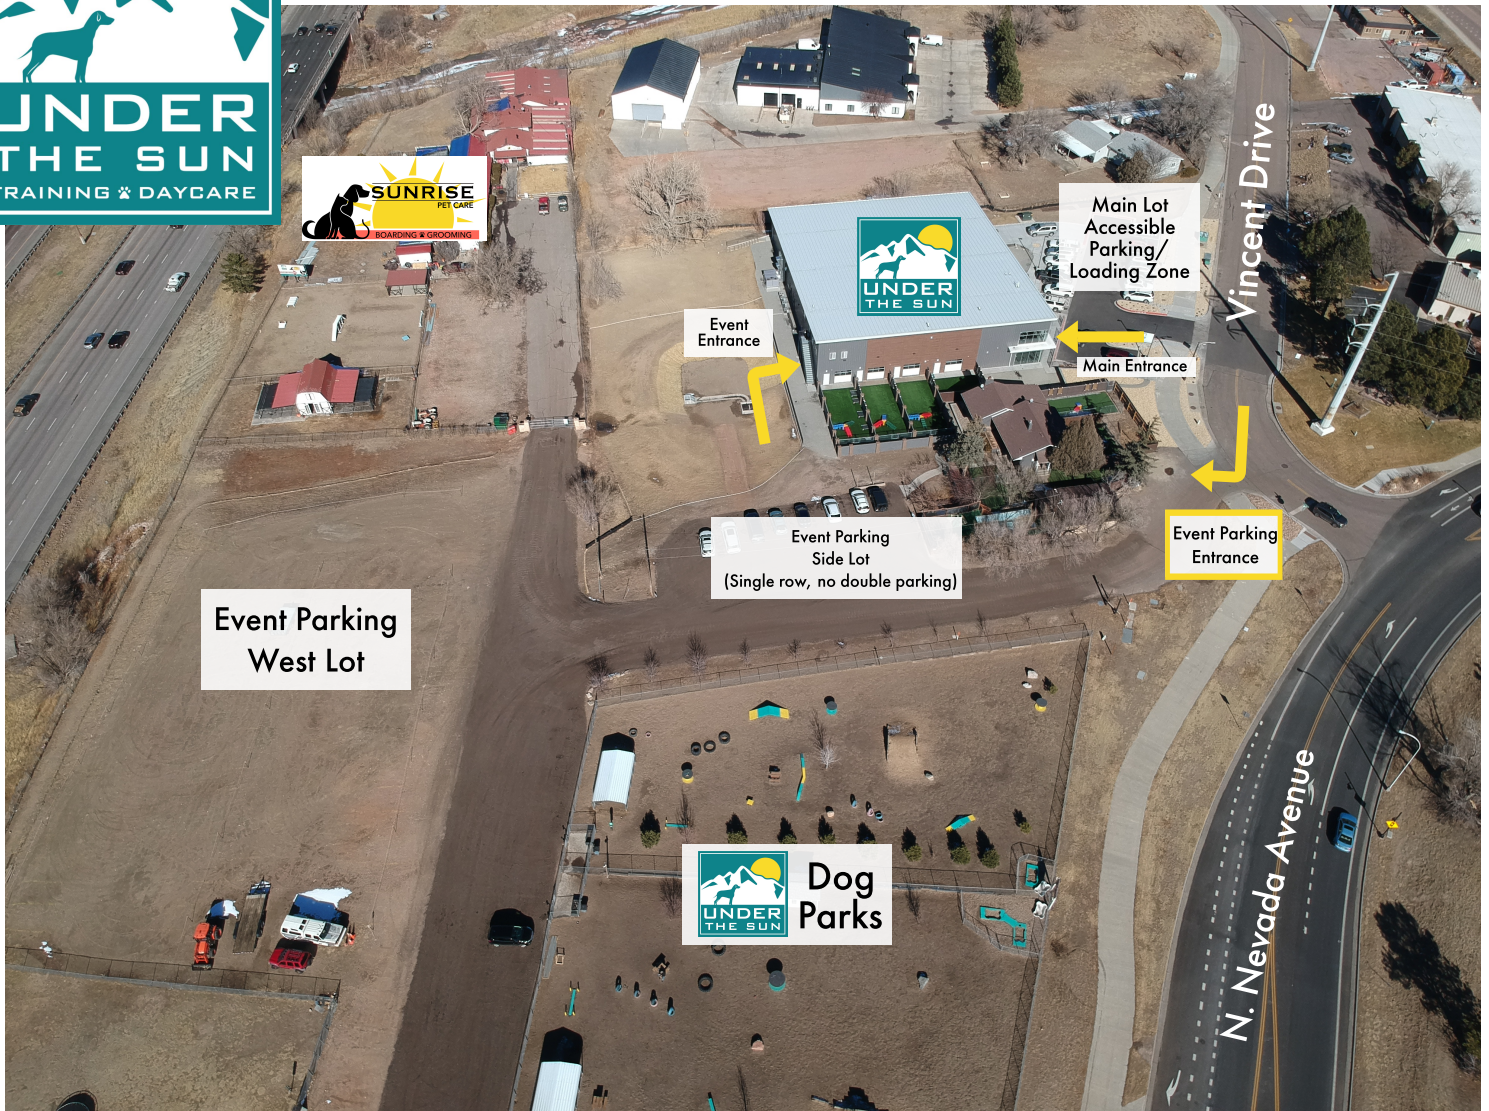 UNDER
THE SUN
TRAINING & DAYCARE
SUNRISE
PET CARE
BOARDING & GROOMING
Vincent Drive
Main Lot
Accessible
Parking/
Loading Zone
UNDER
THE SUN
Event
Entrance
Main Entrance
Event Parking
Side Lot
(Single row, no double parking)
Event Parking
Entrance
Event Parking
West Lot
N. Nevada Avenue
UNDER
THE SUN
Dog
Parks